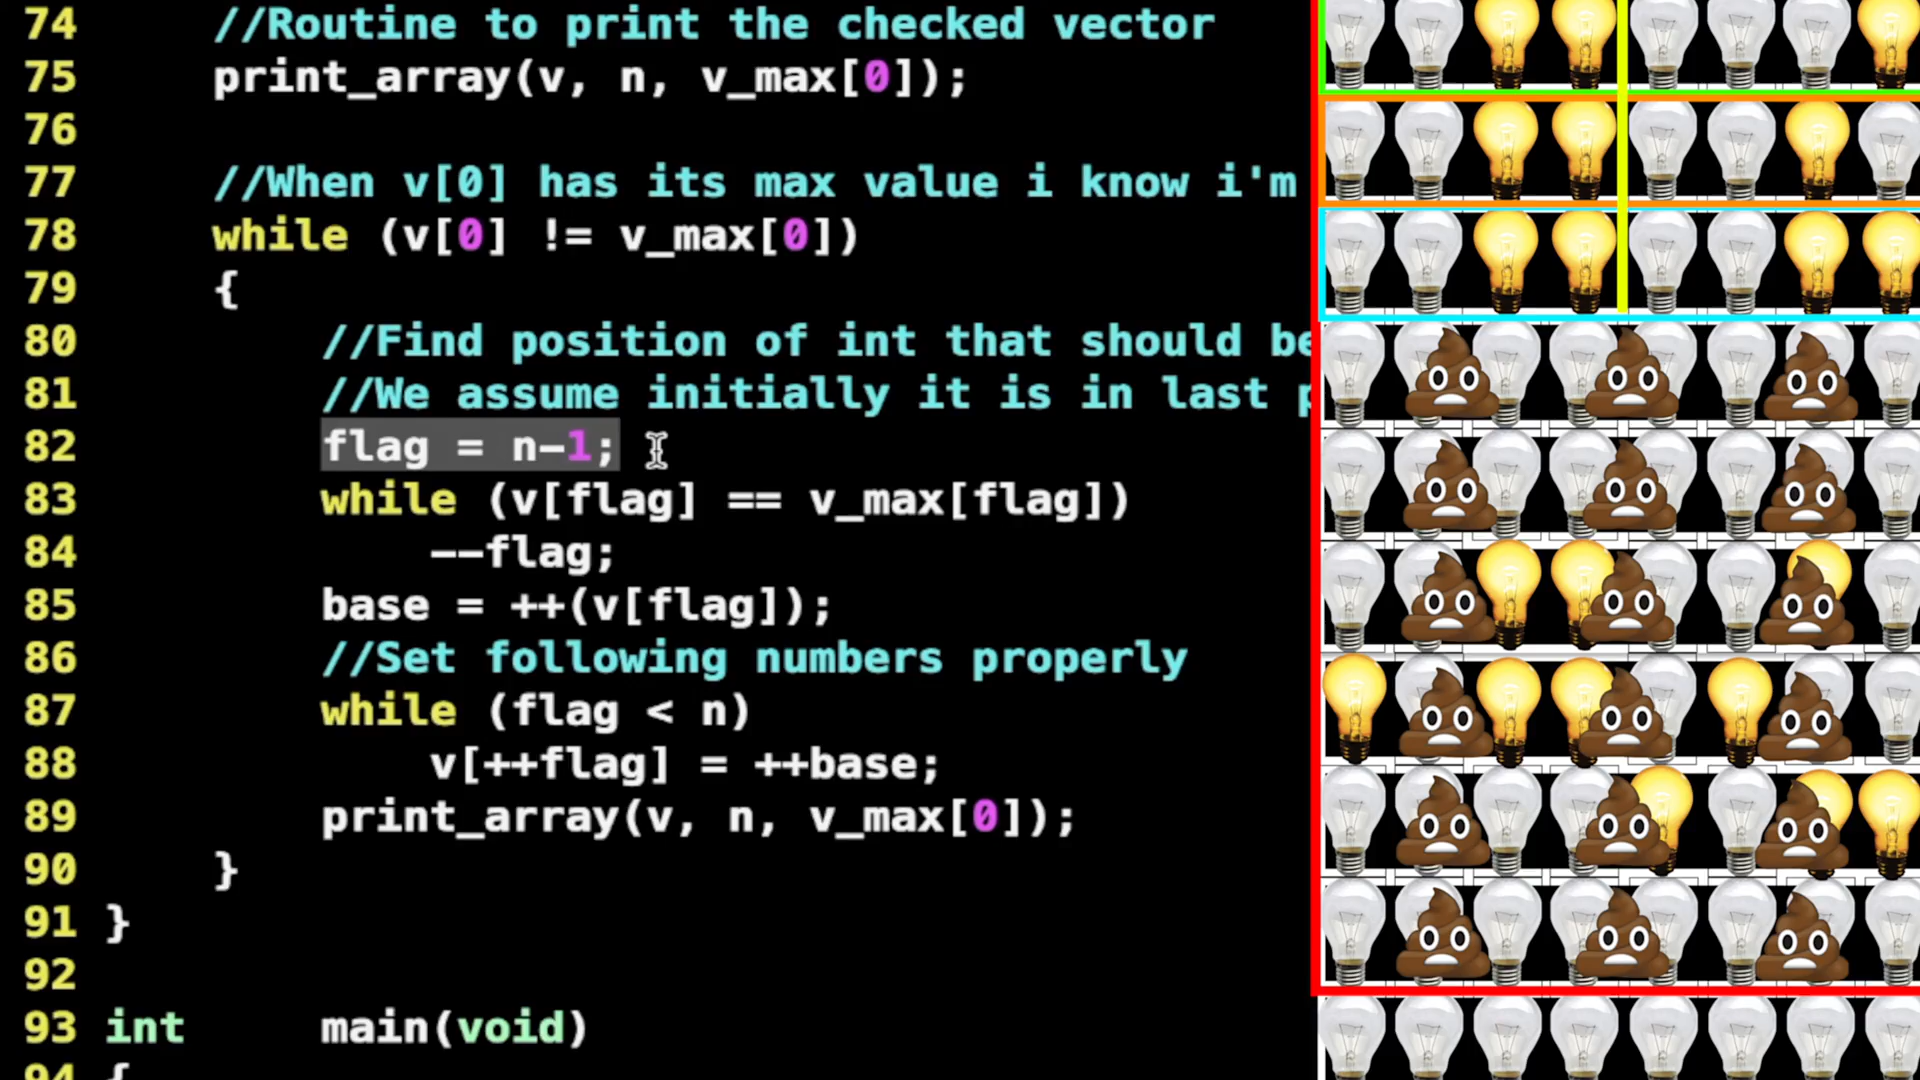 74 //Routine to print the checked vector
75 print_array(v, n, v_max[0]);
76
77 //When v[0] has its max value i know i'm
78 while (v[0] != v_max[0])
79 {
80 //Find position of int that should be
81 //We assume initially it is in last
82 flag = n-1;
83 while (v[flag] == v_max[flag])
84 --flag;
85 base = ++(v[flag]);
86 //Set following numbers properly
87 while (flag < n)
88 v[++flag] = ++base;
89 print_array(v, n, v_max[0]);
90 }
91 }
92
93 int main(void)
94 {